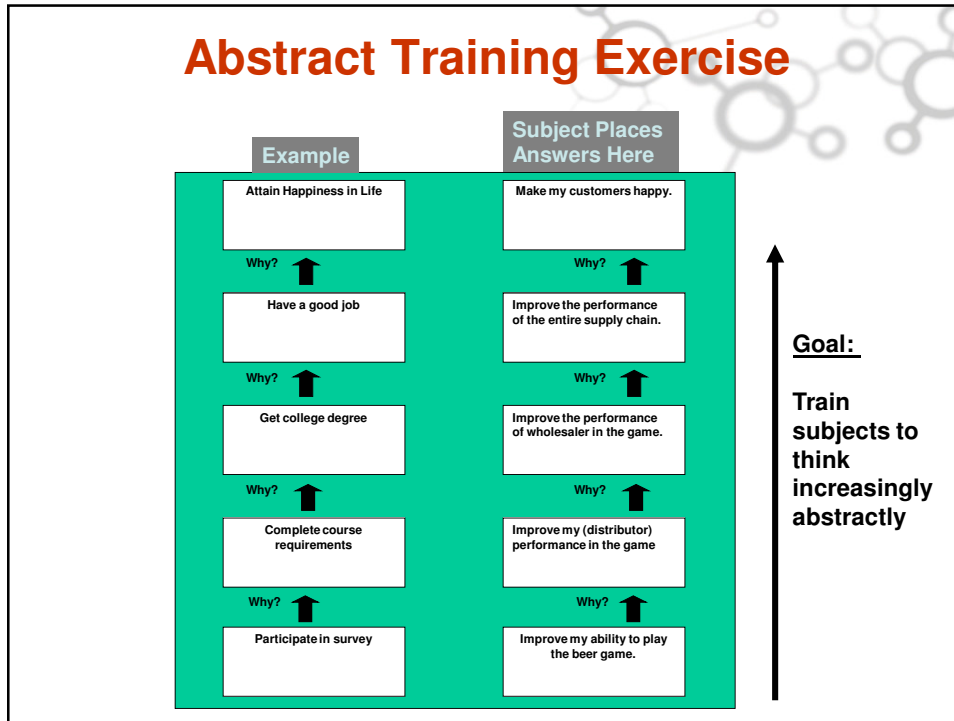 Abstract Training Exercise
Example
Subject Places
Answers Here
Attain Happiness in Life
Make my customers happy.
Why?
Why?
Have a good job
Improve the performance
of the entire supply chain.
Why?
Why?
Get college degree
Improve the performance
of wholesaler in the game.
Why?
Why?
Complete course
requirements
Improve my (distributor)
performance in the game
Why?
Why?
Participate in survey
Improve my ability to play
the beer game.
Goal:
Train
subjects to
think
increasingly
abstractly